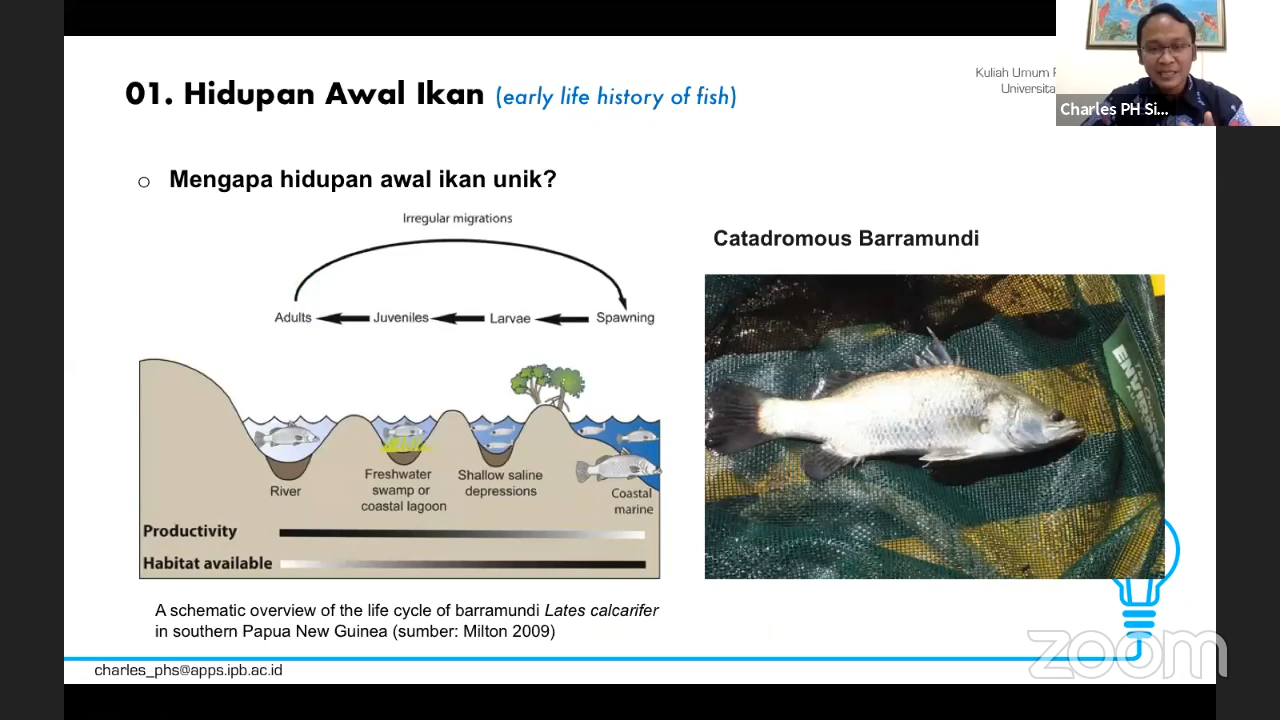 01. Hidupan Awal Ikan (early life history of fish)
Kuliah Umum
Charles PH Si...
o Mengapa hidupan awal ikan unik?
Irregular migrations
Adults Juveniles Larvae Spawning
Catadromous Barramundi
River
Freshwater
swamp or
coastal lagoon
Shallow saline
depressions
Coastal
marine
Productivity
Habitat available
A schematic overview of the life cycle of barramundi Lates calcarifer
in southern Papua New Guinea (sumber: Milton 2009)
charles_phs@apps.ipb.ac.id
zoom